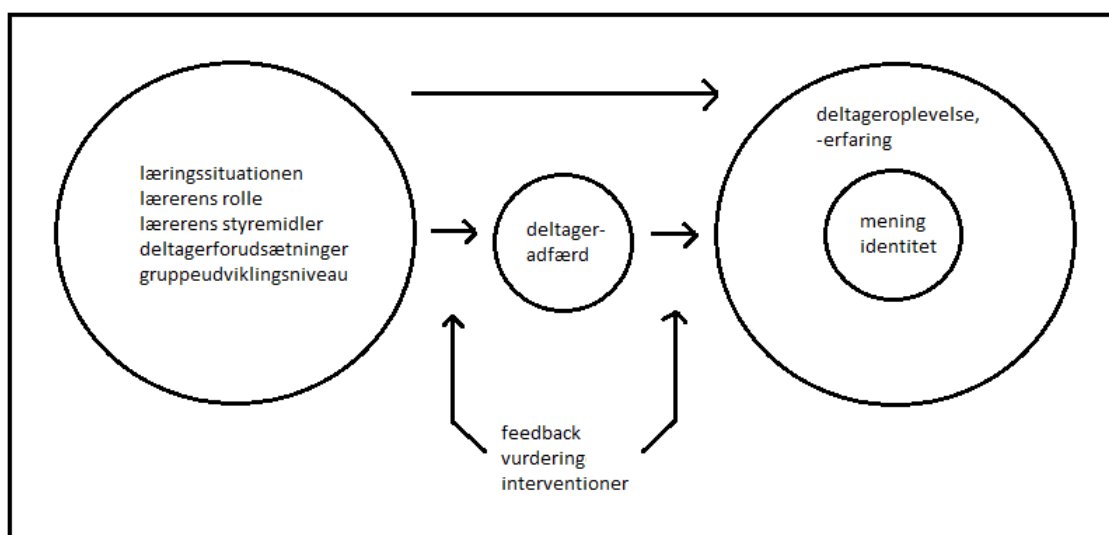 læringssituationen
lærerens rolle
lærerens styremidler
deltagerforudsætninger
gruppeudviklingsniveau
deltager-
adfærd
deltageroplevelse,
-erfaring
mening
identitet
feedback
vurdering
interventioner